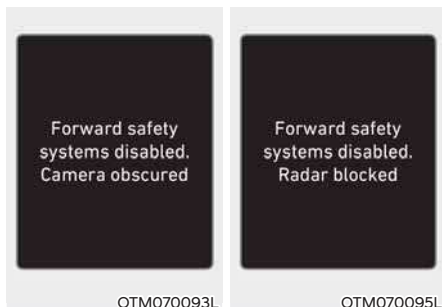 Forward safety
systems disabled.
Camera obscured
OTM070093L
Forward safety
systems disabled.
Radar blocked
OTM070095L